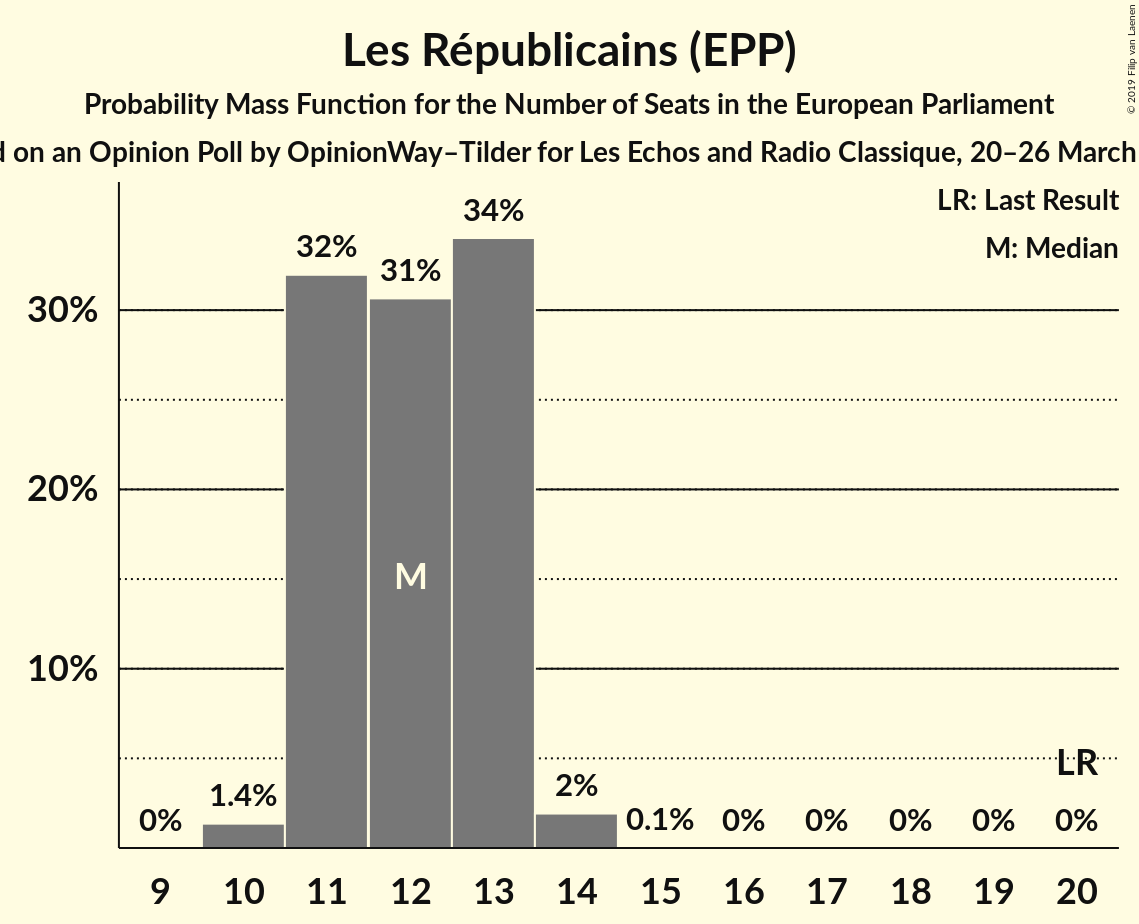 Les Républicains (EPP)
Probability Mass Function for the Number of Seats in the European Parliament
on an Opinion Poll by OpinionWay–Tilder for Les Echos and Radio Classique, 20–26 March
© 2019 Filip van Laenen
LR: Last Result
M: Median
34%
32%
31%
30%
20%
M
10%
LR
0%
1.4%
2%
0.1%
0%
0%
0%
0%
0%
9 10 11 12 13 14 15 16 17 18 19 20